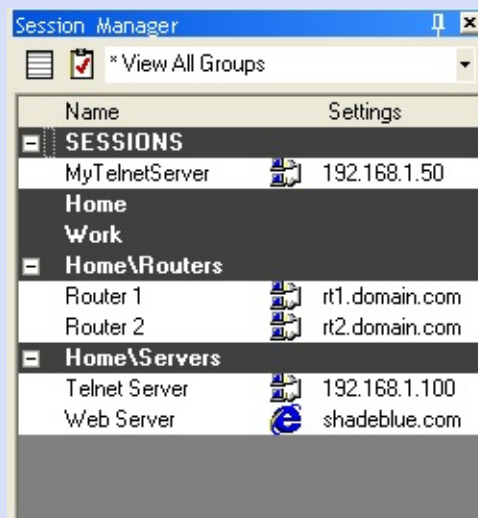 Session Manager
* View All Groups
Name Settings
SESSIONS
MyTelnetServer 192.168.1.50
Home
Work
Home\Routers
Router 1 rt1.domain.com
Router 2 rt2.domain.com
Home\Servers
Telnet Server 192.168.1.100
Web Server shadeblue.com